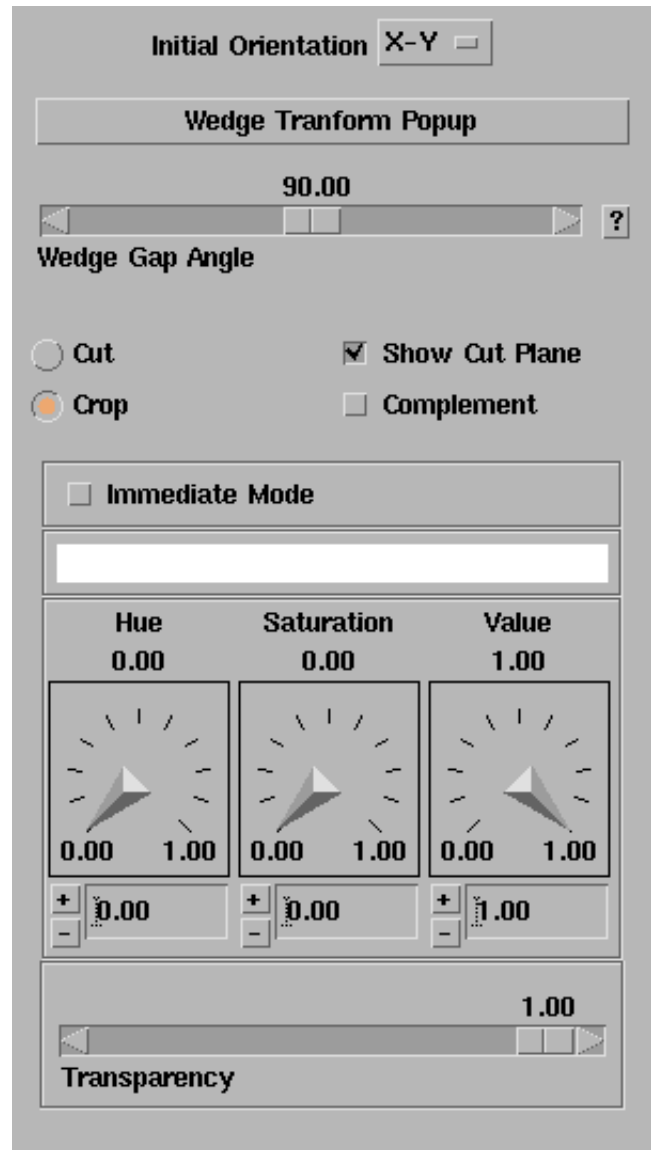 Initial Orientation X-Y
Wedge Tranform Popup
90.00
?
Wedge Gap Angle
Cut Show Cut Plane
Crop Complement
Immediate Mode
Hue Saturation Value
0.00 0.00 1.00
0.00 1.00 0.00 1.00 0.00 1.00
+ 0.00 + 0.00 + 1.00
- - -
1.00
Transparency